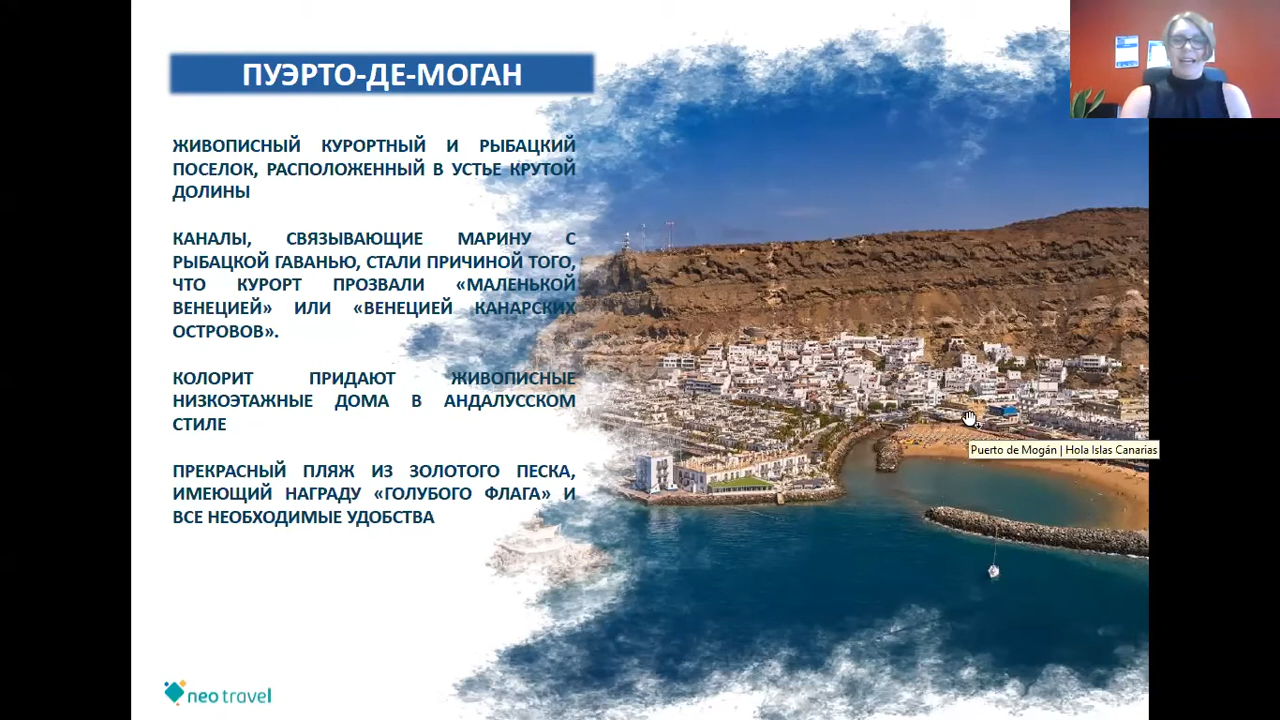 ПУЭРТО-ДЕ-МОГАН
ЖИВОПИСНЫЙ КУРОРТНЫЙ И РЫБАЦКИЙ
ПОСЕЛОК, РАСПОЛОЖЕННЫЙ В УСТЬЕ КРУТОЙ
ДОЛИНЫ
КАНАЛЫ, СВЯЗЫВАЮЩИЕ МАРИНУ С
РЫБАЦКОЙ ГАВАНЬЮ, СТАЛИ ПРИЧИНОЙ ТОГО,
ЧТО КУРОРТ ПРОЗВАЛИ «МАЛЕНЬКОЙ
ВЕНЕЦИЕЙ» ИЛИ «ВЕНЕЦИЕЙ КАНАРСКИХ
ОСТРОВОВ».
КОЛОРИТ ПРИДАЮТ ЖИВОПИСНЫЕ
НИЗКОЭТАЖНЫЕ ДОМА В АНДАЛУССКОМ
СТИЛЕ
ПРЕКРАСНЫЙ ПЛЯЖ ИЗ ЗОЛОТОГО ПЕСКА,
ИМЕЮЩИЙ НАГРАДУ «ГОЛУБОГО ФЛАГА» И
ВСЕ НЕОБХОДИМЫЕ УДОБСТВА
Puerto de Mogán | Hola Islas Canarias
neo travel